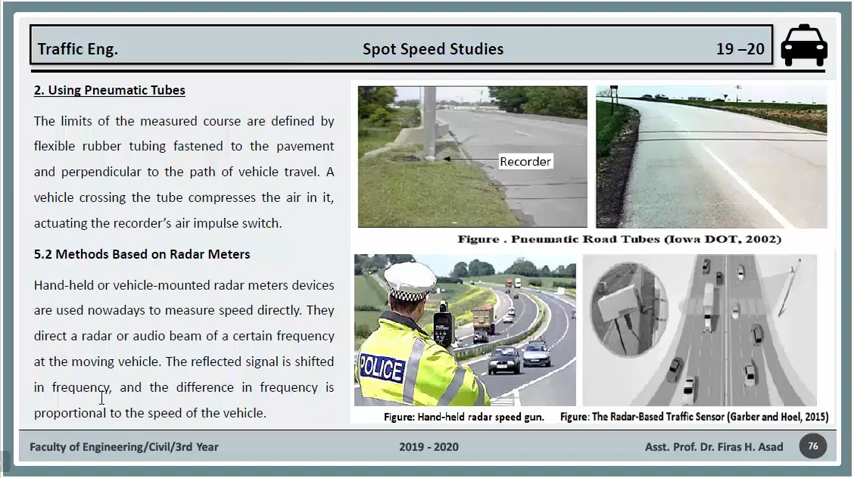 Traffic Eng.
Spot Speed Studies
19 –20
2. Using Pneumatic Tubes
The limits of the measured course are defined by
flexible rubber tubing fastened to the pavement
and perpendicular to the path of vehicle travel. A
vehicle crossing the tube compresses the air in it,
actuating the recorder's air impulse switch.
5.2 Methods Based on Radar Meters
Hand-held or vehicle-mounted radar meters devices
are used nowadays to measure speed directly. They
direct a radar or audio beam of a certain frequency
at the moving vehicle. The reflected signal is shifted
in frequency, and the difference in frequency is
proportional to the speed of the vehicle.
Recorder
Figure . Pneumatic Road Tubes (Iowa DOT, 2002)
POLICE
Figure: Hand-held radar speed gun.
Figure: The Radar-Based Traffic Sensor (Garber and Hoel, 2015)
Faculty of Engineering/Civil/3rd Year
2019 - 2020
Asst. Prof. Dr. Firas H. Asad
76